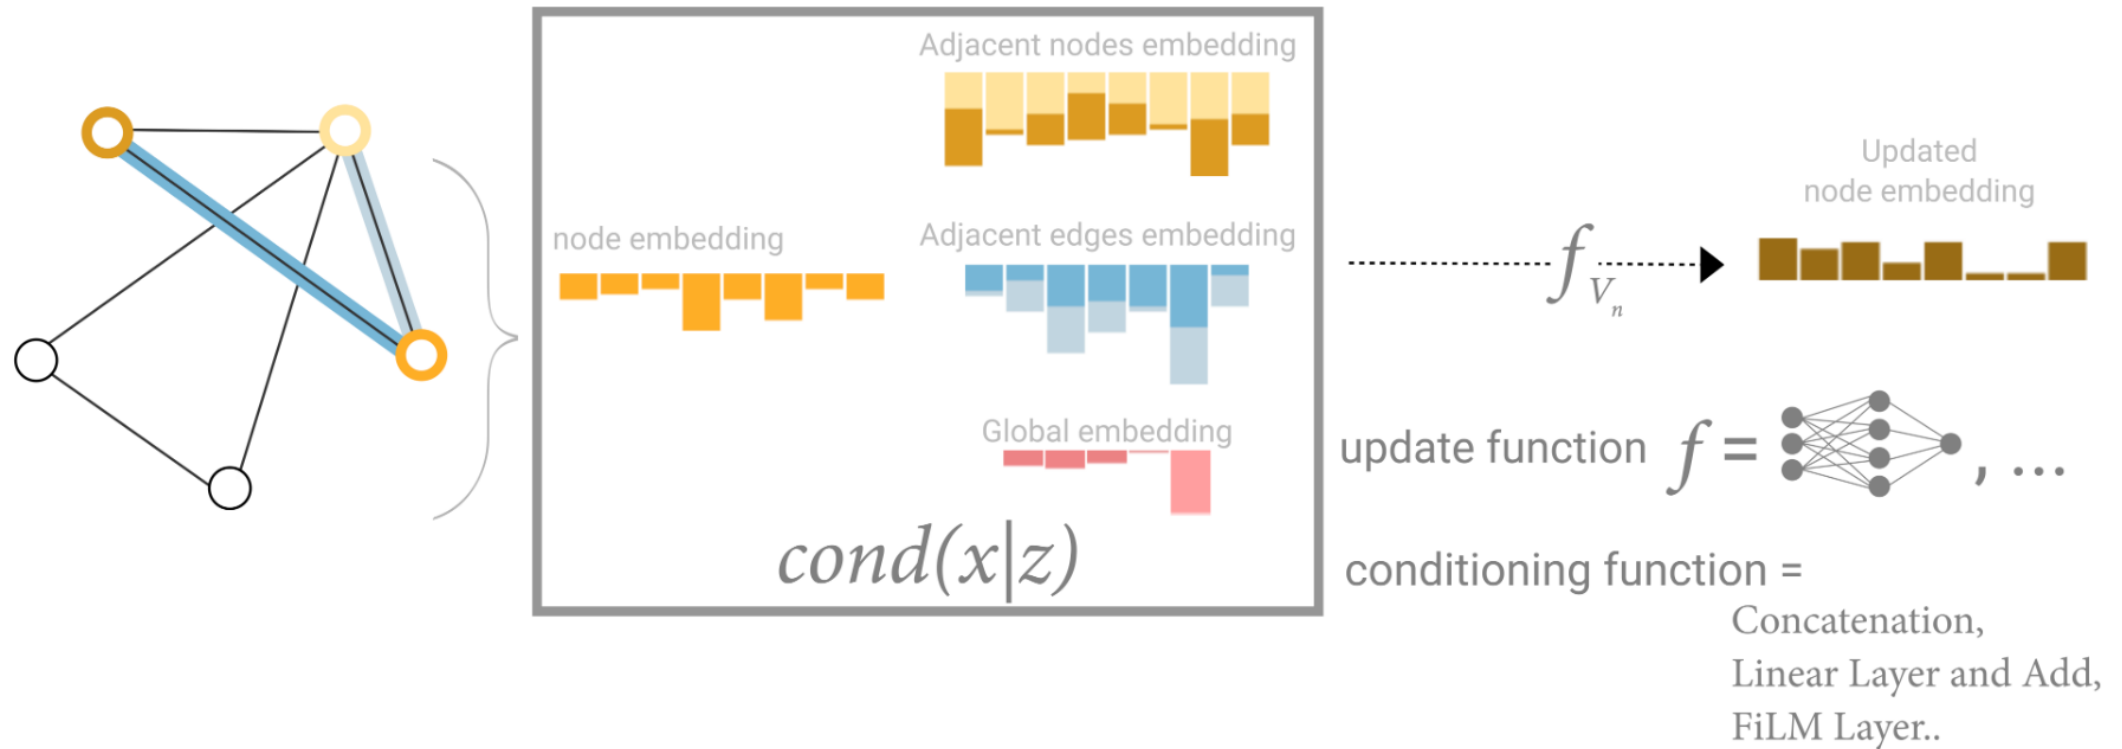 Adjacent nodes embedding
node embedding
Adjacent edges embedding
Global embedding
cond(x|z)
f Vn
Updated
node embedding
update function f = , ...
conditioning function =
Concatenation,
Linear Layer and Add,
FiLM Layer..